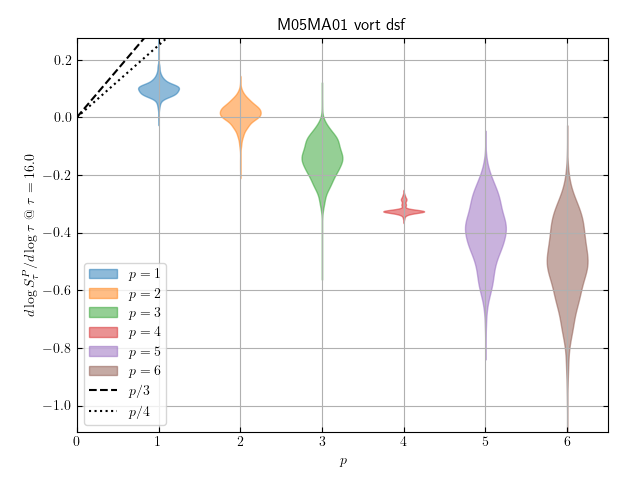 M05MA01 vort dsf
d log S_τ^P / d log τ @ τ = 16.0
0.2
0.0
−0.2
−0.4
−0.6
−0.8
−1.0
p = 1
p = 2
p = 3
p = 4
p = 5
p = 6
p/3
p/4
0 1 2 3 4 5 6
p